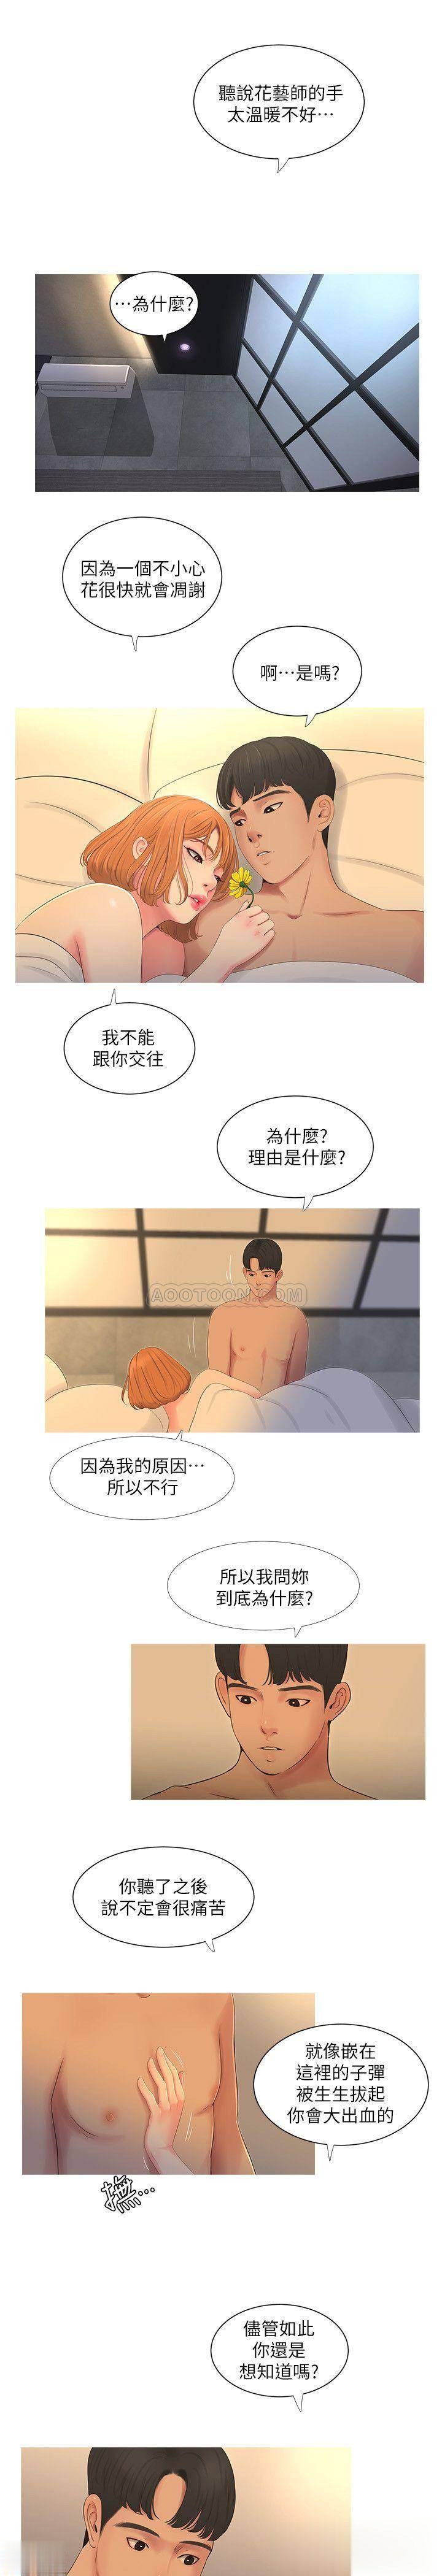 聽說花藝師的手
太溫暖不好…
…為什麼?
因為一個不小心
花很快就會凋謝
啊…是嗎?
我不能
跟你交往
為什麼?
理由是什麼?
AOOTOON.COM
因為我的原因…
所以不行
所以我問妳
到底為什麼?
你聽了之後
說不定會很痛苦
就像嵌在
這裡的子彈
被生生拔起
你會大出血的
撫…
儘管如此
你還是
想知道嗎?